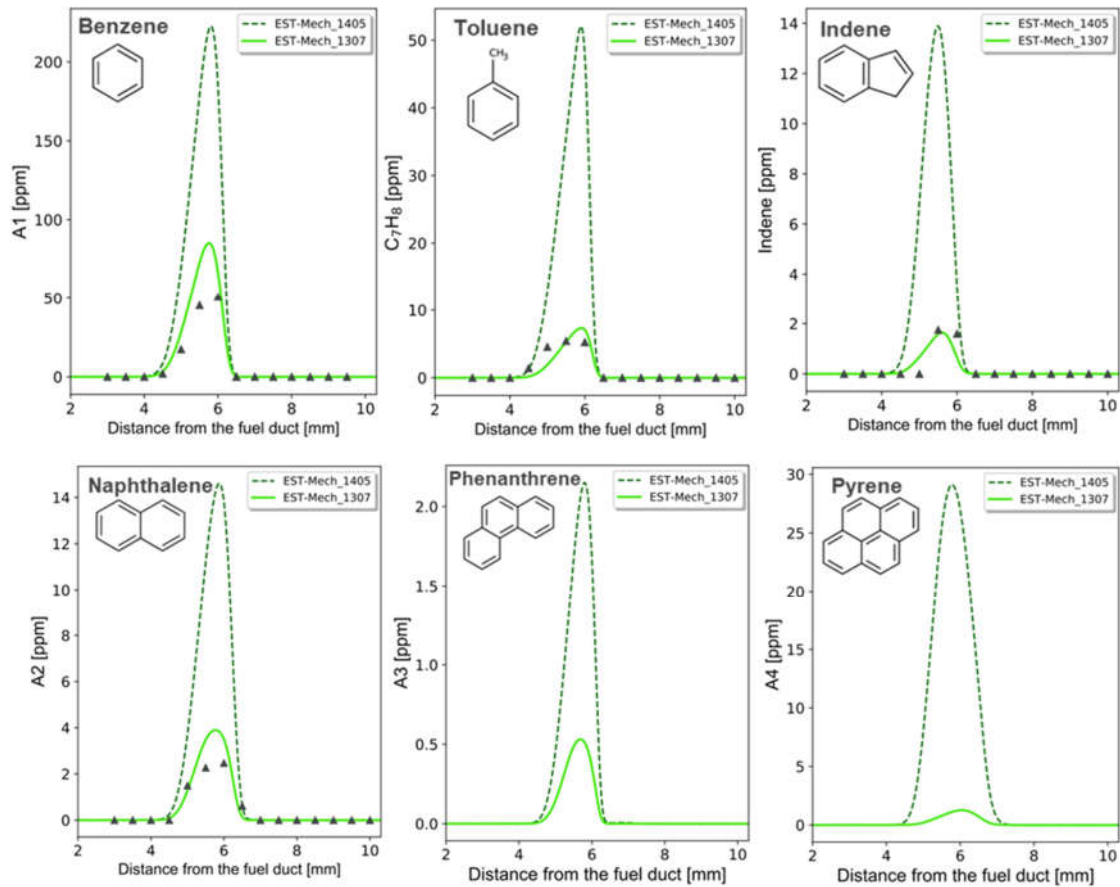 Benzene
EST-Mech_1405
EST-Mech_1307
A1 [ppm]
200
150
100
50
0
2 4 6 8 10
Distance from the fuel duct [mm]
Toluene
CH3
EST-Mech_1405
EST-Mech_1307
C7H8 [ppm]
50
40
30
20
10
0
2 4 6 8 10
Distance from the fuel duct [mm]
Indene
EST-Mech_1405
EST-Mech_1307
Indene [ppm]
14
12
10
8
6
4
2
0
2 4 6 8 10
Distance from the fuel duct [mm]
Naphthalene
EST-Mech_1405
EST-Mech_1307
A2 [ppm]
14
12
10
8
6
4
2
0
2 4 6 8 10
Distance from the fuel duct [mm]
Phenanthrene
EST-Mech_1405
EST-Mech_1307
A3 [ppm]
2.0
1.5
1.0
0.5
0.0
2 4 6 8 10
Distance from the fuel duct [mm]
Pyrene
EST-Mech_1405
EST-Mech_1307
A4 [ppm]
30
25
20
15
10
5
0
2 4 6 8 10
Distance from the fuel duct [mm]